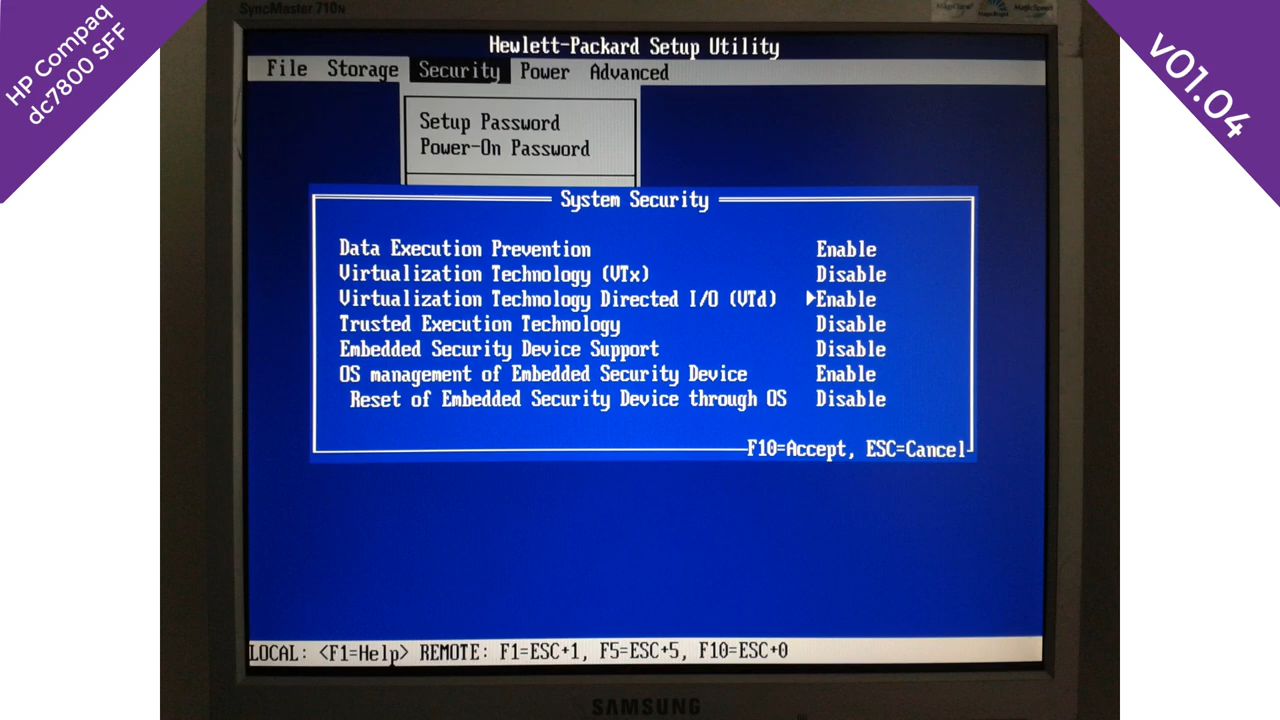 HP Compaq
dc7800 SFF
V01.04
SyncMaster 710N
MagicTune MagicBright MagicSpeed
Hewlett-Packard Setup Utility
File Storage Security Power Advanced
Setup Password
Power-On Password
System Security
Data Execution Prevention Enable
Virtualization Technology (VTx) Disable
Virtualization Technology Directed I/O (VTd) Enable
Trusted Execution Technology Disable
Embedded Security Device Support Disable
OS management of Embedded Security Device Enable
Reset of Embedded Security Device through OS Disable
F10=Accept, ESC=Cancel
LOCAL: <F1=Help> REMOTE: F1=ESC+1, F5=ESC+5, F10=ESC+0
SAMSUNG